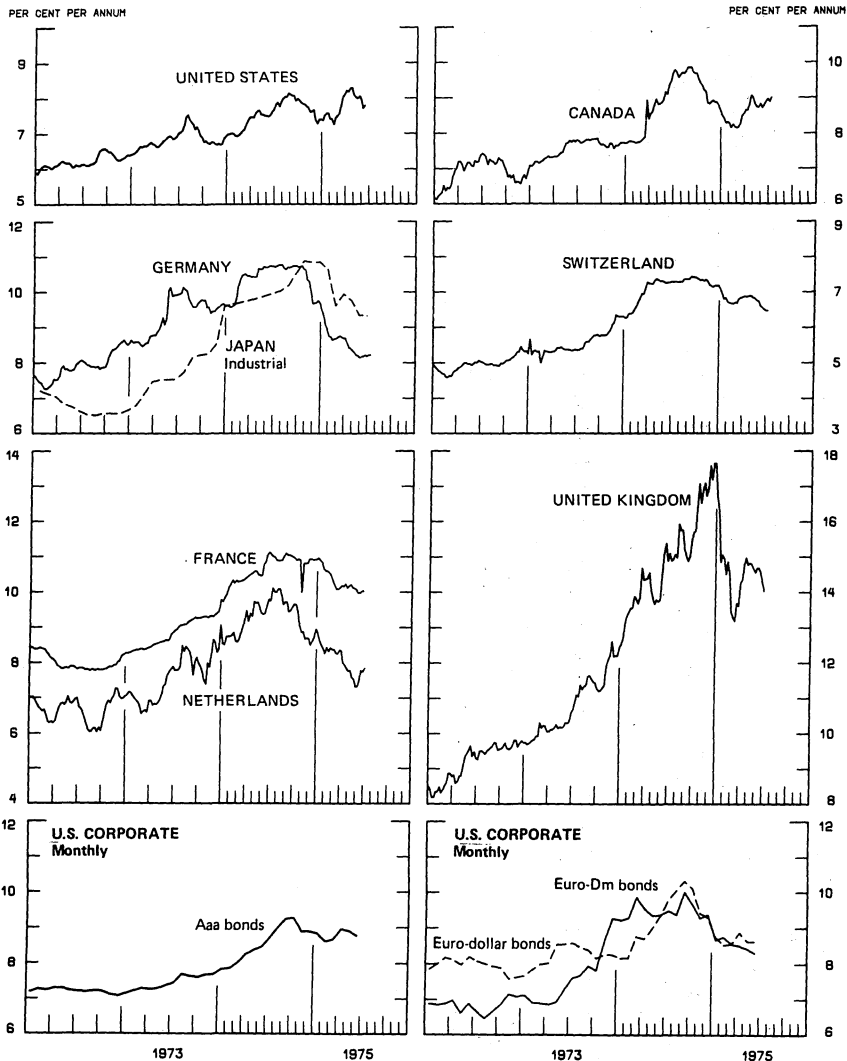 PER CENT PER ANNUM
PER CENT PER ANNUM
9
7
5
UNITED STATES
10
8
6
CANADA
12
10
8
6
GERMANY
JAPAN
Industrial
9
7
5
3
SWITZERLAND
14
12
10
8
6
4
FRANCE
NETHERLANDS
18
16
14
12
10
8
UNITED KINGDOM
12
10
8
6
U.S. CORPORATE
Monthly
Aaa bonds
1973
1975
U.S. CORPORATE
Monthly
Euro-Dm bonds
Euro-dollar bonds
12
10
8
6
1973
1975